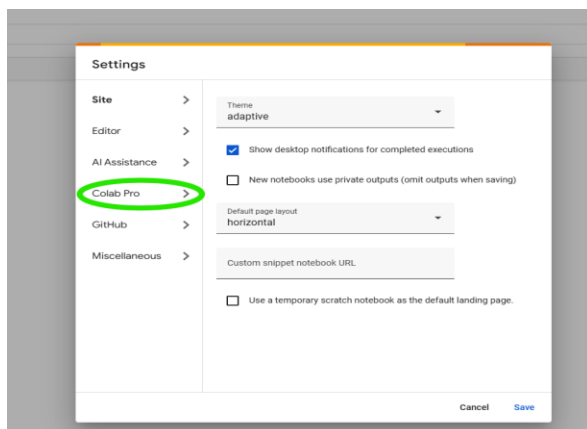 Settings
Site
Editor
AI Assistance
Colab Pro
GitHub
Miscellaneous
Theme
adaptive
Show desktop notifications for completed executions
New notebooks use private outputs (omit outputs when saving)
Default page layout
horizontal
Custom snippet notebook URL
Use a temporary scratch notebook as the default landing page.
Cancel Save